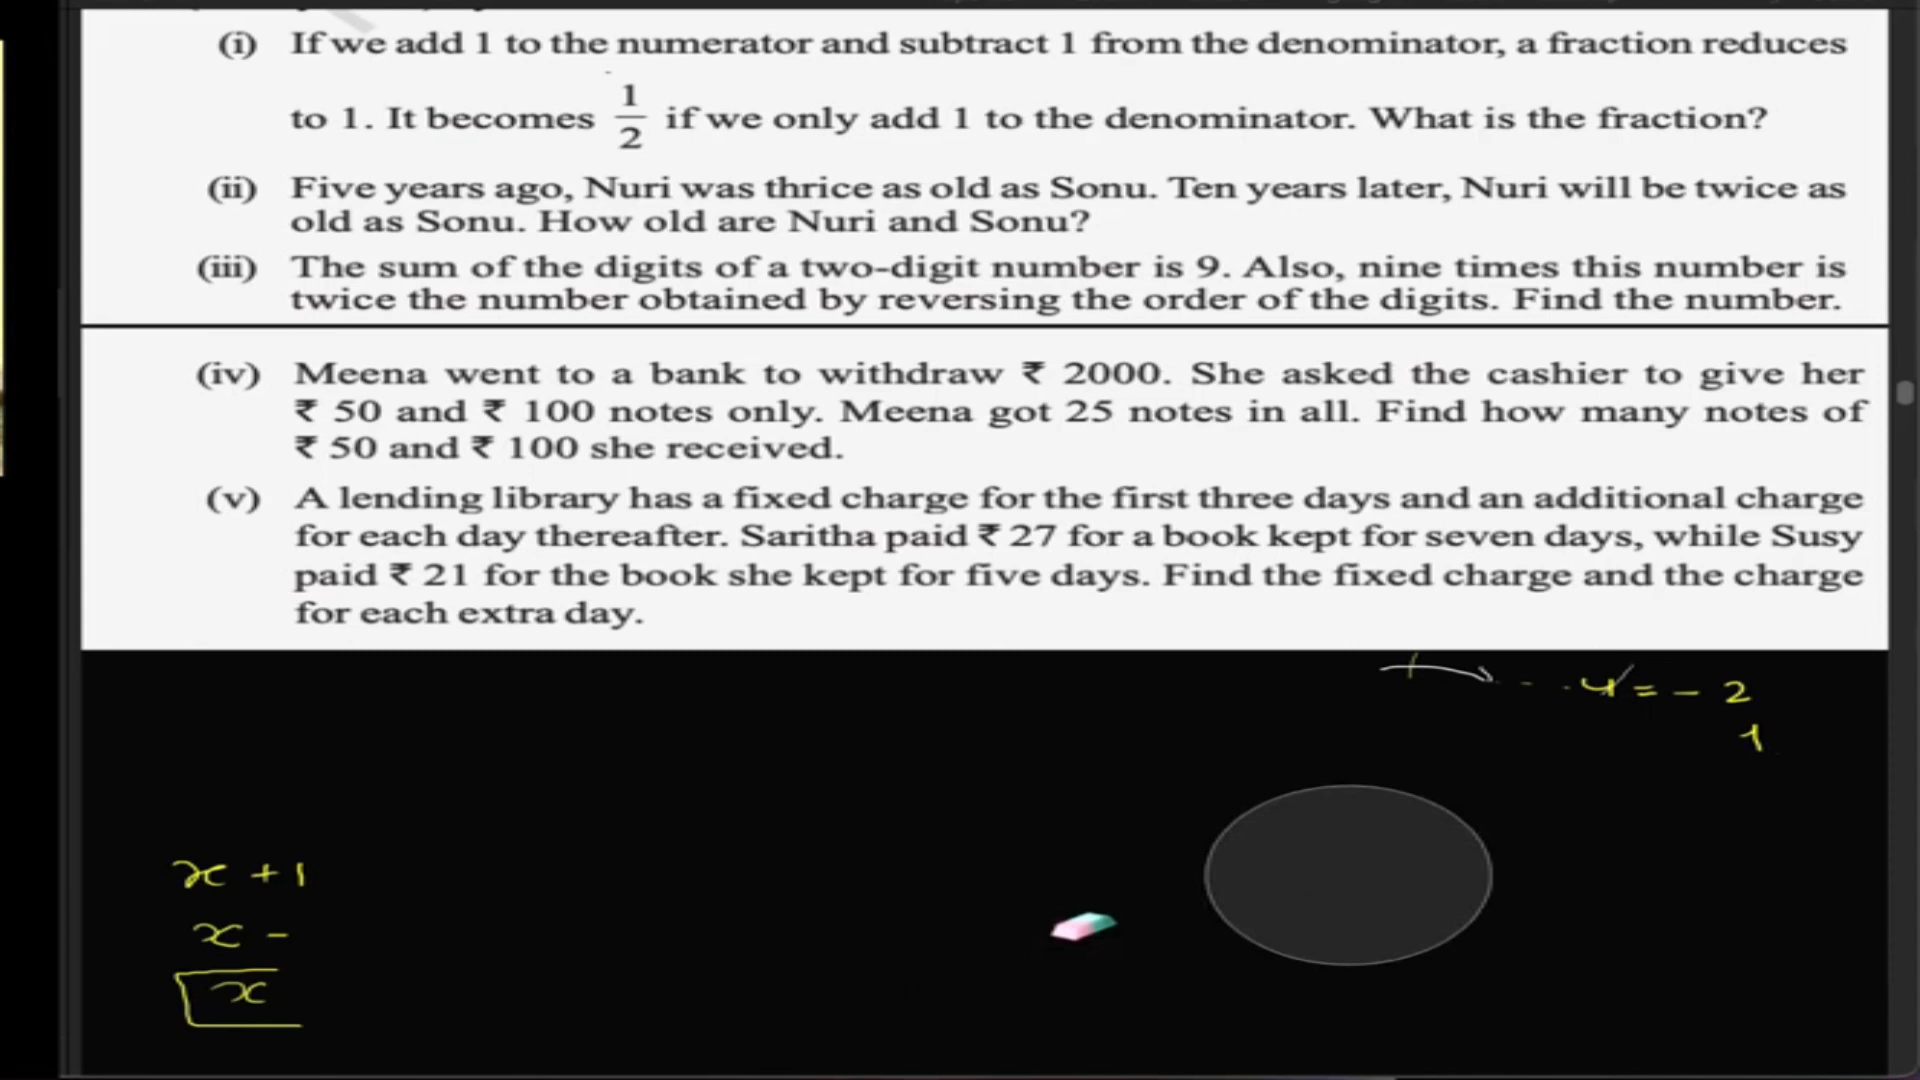 (i) If we add 1 to the numerator and subtract 1 from the denominator, a fraction reduces
to 1. It becomes 1/2 if we only add 1 to the denominator. What is the fraction?
(ii) Five years ago, Nuri was thrice as old as Sonu. Ten years later, Nuri will be twice as
old as Sonu. How old are Nuri and Sonu?
(iii) The sum of the digits of a two-digit number is 9. Also, nine times this number is
twice the number obtained by reversing the order of the digits. Find the number.
(iv) Meena went to a bank to withdraw ₹ 2000. She asked the cashier to give her
₹ 50 and ₹ 100 notes only. Meena got 25 notes in all. Find how many notes of
₹ 50 and ₹ 100 she received.
(v) A lending library has a fixed charge for the first three days and an additional charge
for each day thereafter. Saritha paid ₹ 27 for a book kept for seven days, while Susy
paid ₹ 21 for the book she kept for five days. Find the fixed charge and the charge
for each extra day.
= - 2
x + 1
x -
x